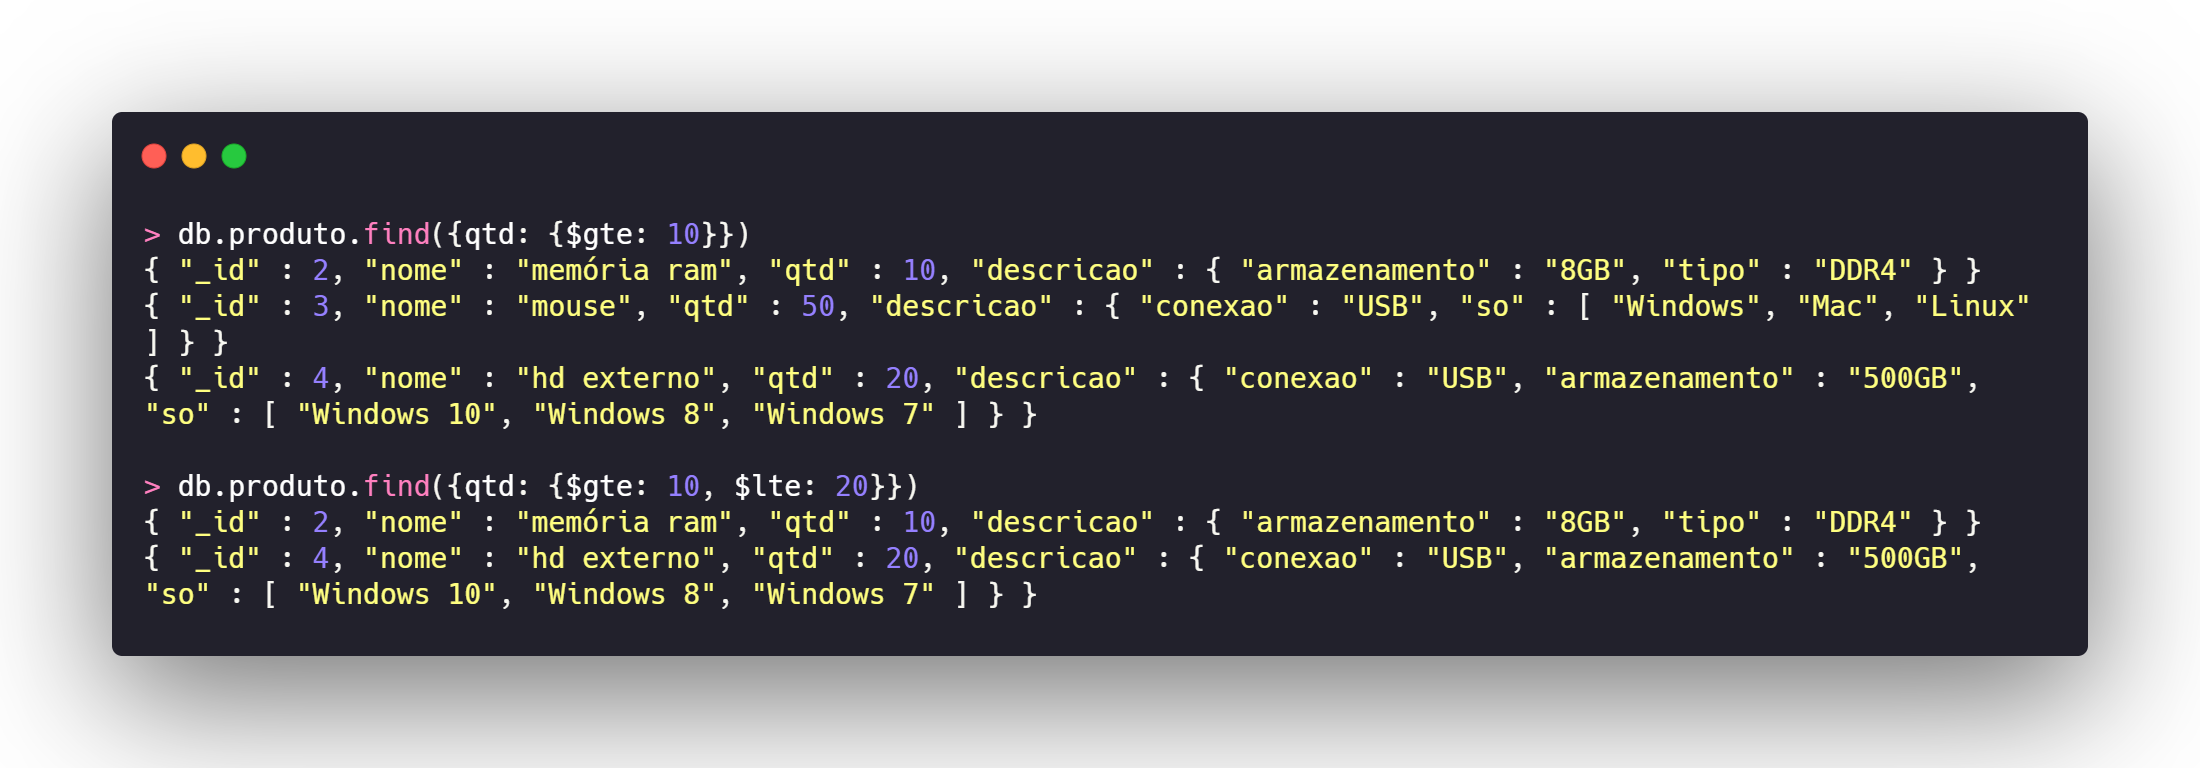 > db.produto.find({qtd: {$gte: 10}})
{ "_id" : 2, "nome" : "memória ram", "qtd" : 10, "descricao" : { "armazenamento" : "8GB", "tipo" : "DDR4" } }
{ "_id" : 3, "nome" : "mouse", "qtd" : 50, "descricao" : { "conexao" : "USB", "so" : [ "Windows", "Mac", "Linux"
] } }
{ "_id" : 4, "nome" : "hd externo", "qtd" : 20, "descricao" : { "conexao" : "USB", "armazenamento" : "500GB",
"so" : [ "Windows 10", "Windows 8", "Windows 7" ] } }
> db.produto.find({qtd: {$gte: 10, $lte: 20}})
{ "_id" : 2, "nome" : "memória ram", "qtd" : 10, "descricao" : { "armazenamento" : "8GB", "tipo" : "DDR4" } }
{ "_id" : 4, "nome" : "hd externo", "qtd" : 20, "descricao" : { "conexao" : "USB", "armazenamento" : "500GB",
"so" : [ "Windows 10", "Windows 8", "Windows 7" ] } }